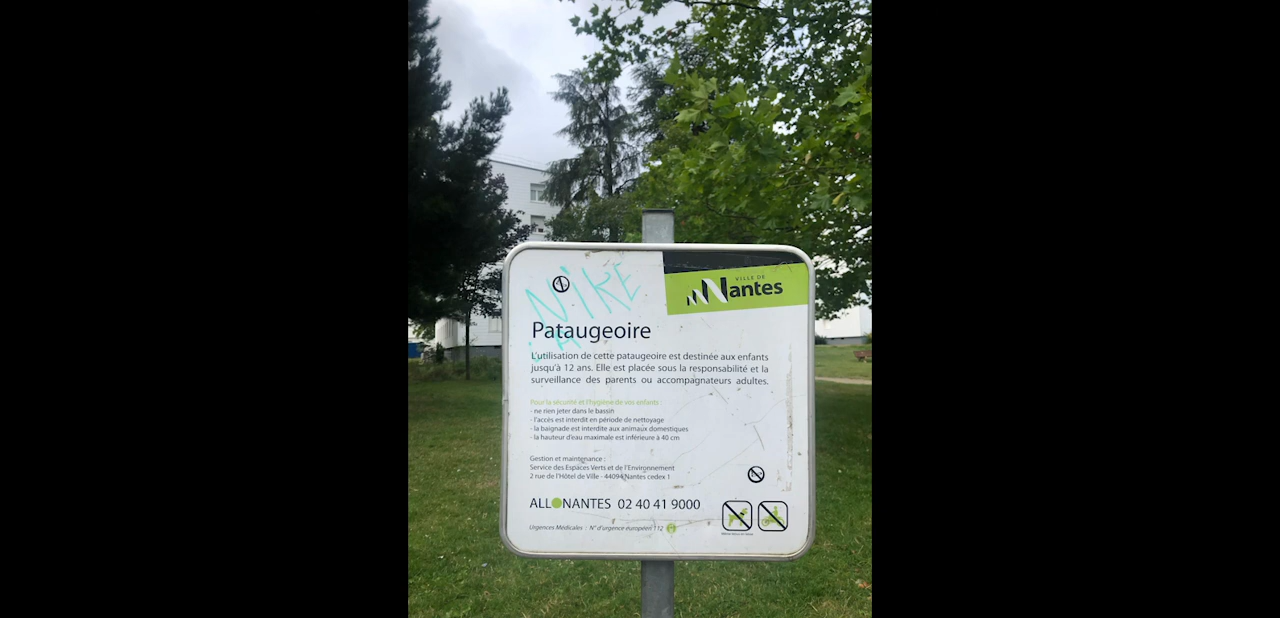 NIKE
VILLE DE
Nantes
Pataugeoire
L'utilisation de cette pataugeoire est destinée aux enfants
jusqu'à 12 ans. Elle est placée sous la responsabilité et la
surveillance des parents ou accompagnateurs adultes.
Pour la sécurité et l'hygiène de vos enfants
- ne rien jeter dans le bassin
- l'accès est interdit en période de nettoyage
- la baignade est interdite aux animaux domestiques
- la hauteur d'eau maximale est inférieure à 40 cm
Gestion et maintenance :
Service des Espaces Verts et de l'Environnement
2 rue de l'Hôtel de Ville - 44094 Nantes cedex 1
ALLONANTES 02 40 41 9000
Urgences Médicales : N° d'urgence européen 112